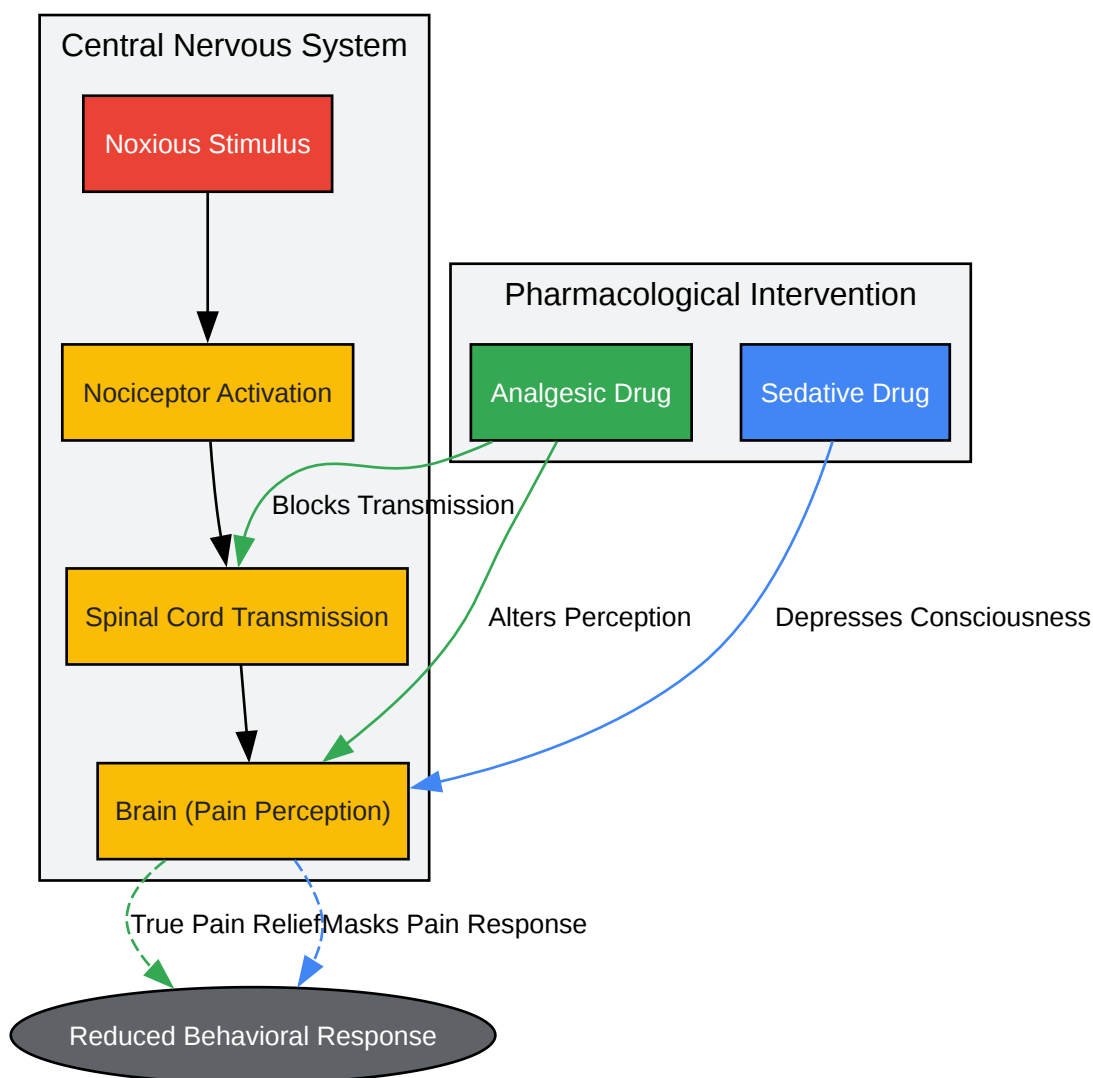 Central Nervous System
Noxious Stimulus
Pharmacological Intervention
Nociceptor Activation
Analgesic Drug
Sedative Drug
Blocks Transmission
Spinal Cord Transmission
Alters Perception
Depresses Consciousness
Brain (Pain Perception)
True Pain Relief
Masks Pain Response
Reduced Behavioral Response